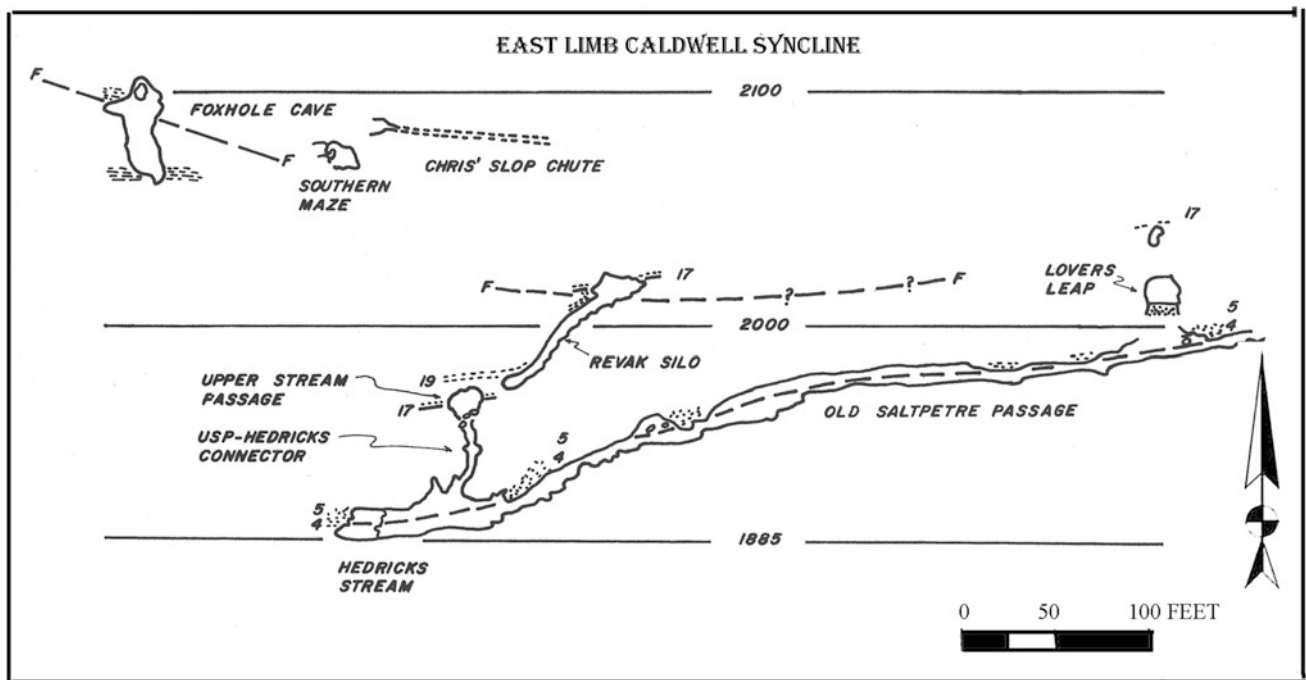 EAST LIMB CALDWELL SYNCLINE
F
2100
FOXHOLE CAVE
F
CHRIS' SLOP CHUTE
SOUTHERN
MAZE
17
17
LOVERS
LEAP
F
?
?
F
5
4
2000
REVAK SILO
19
UPPER STREAM
PASSAGE
17
OLD SALTPETRE PASSAGE
USP-HEDRICKS
CONNECTOR
5
4
5
4
1885
HEDRICKS
STREAM
0 50 100 FEET